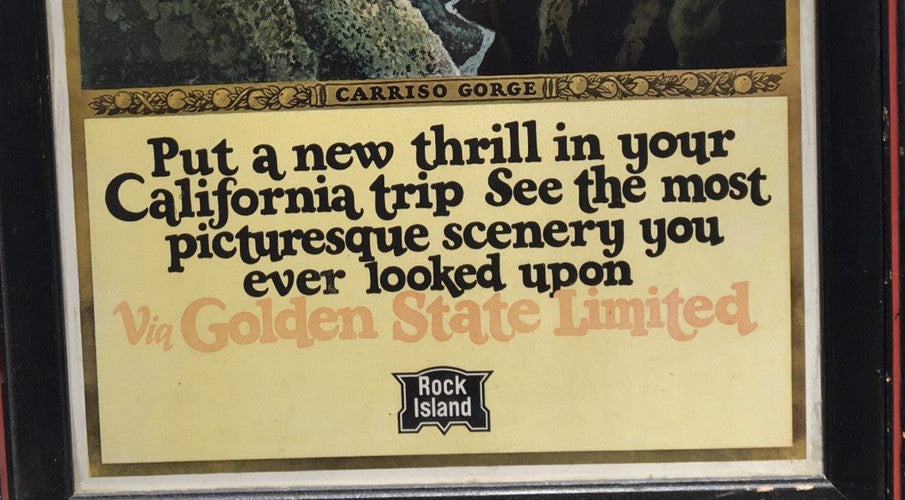 CARRISO GORGE
Put a new thrill in your
California trip See the most
picturesque scenery you
ever looked upon
Via Golden State Limited
Rock
Island